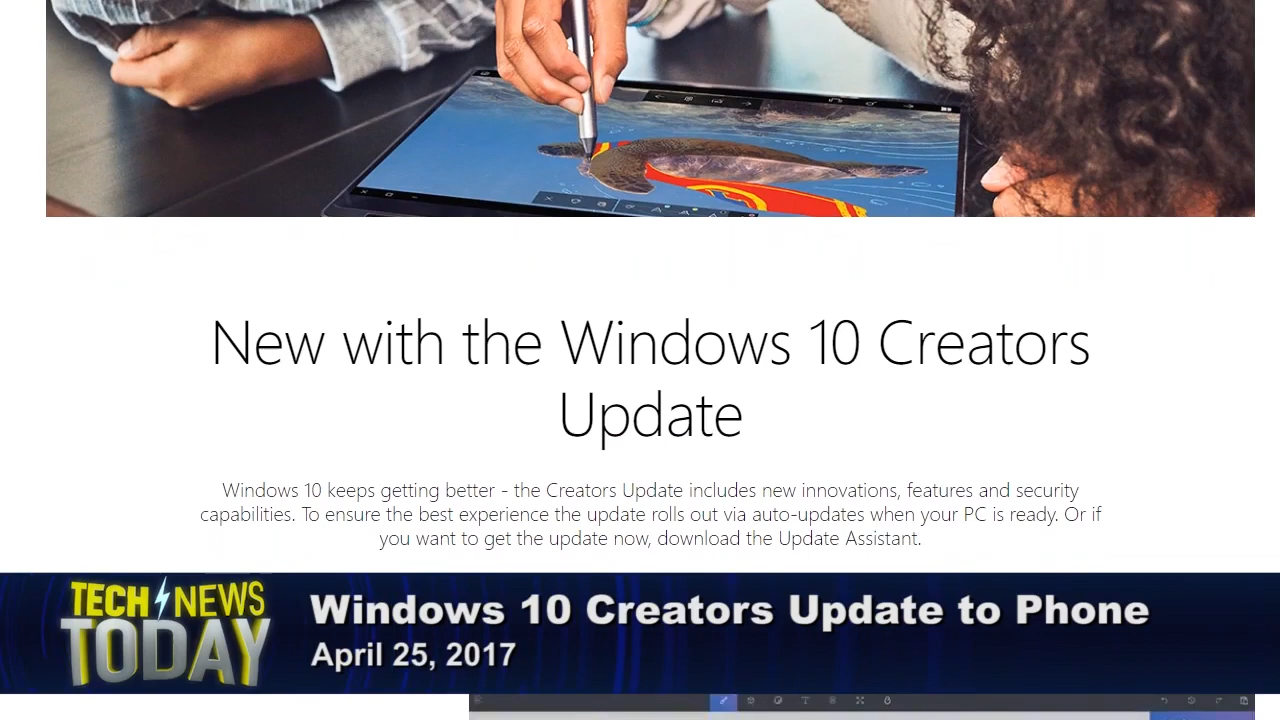 New with the Windows 10 Creators
Update
Windows 10 keeps getting better - the Creators Update includes new innovations, features and security
capabilities. To ensure the best experience the update rolls out via auto-updates when your PC is ready. Or if
you want to get the update now, download the Update Assistant.
TECH NEWS
TODAY
Windows 10 Creators Update to Phone
April 25, 2017